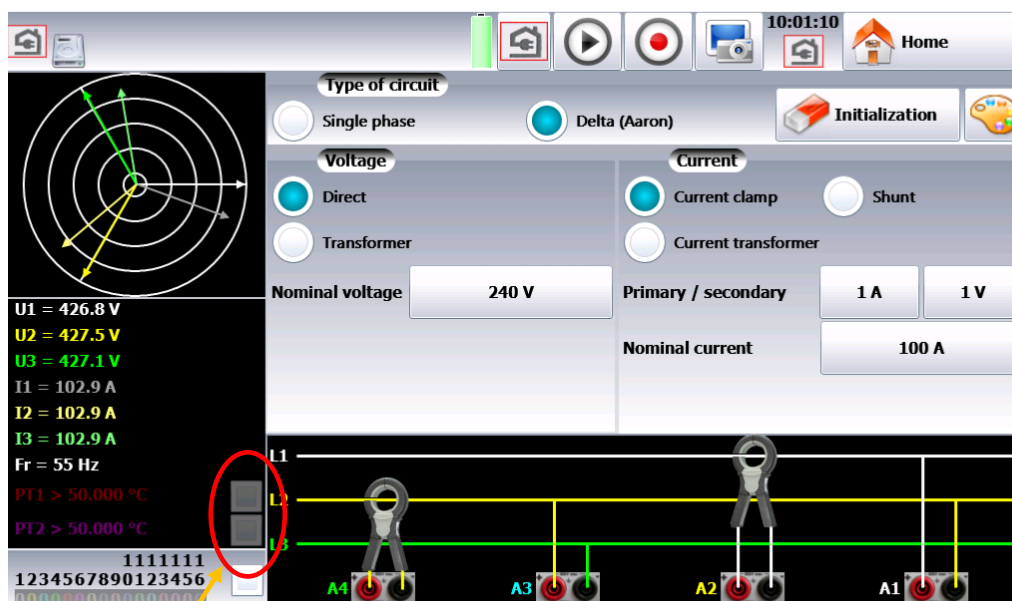 10:01:10
Home
Type of circuit
Single phase
Delta (Aaron)
Initialization
Voltage
Current
Direct
Current clamp
Shunt
Transformer
Current transformer
Nominal voltage
240 V
Primary / secondary
1 A
1 V
Nominal current
100 A
U1 = 426.8 V
U2 = 427.5 V
U3 = 427.1 V
I1 = 102.9 A
I2 = 102.9 A
I3 = 102.9 A
Fr = 55 Hz
PT1 > 50.000 °C
PT2 > 50.000 °C
1111111
1234567890123456
L1
L2
L3
A4
A3
A2
A1